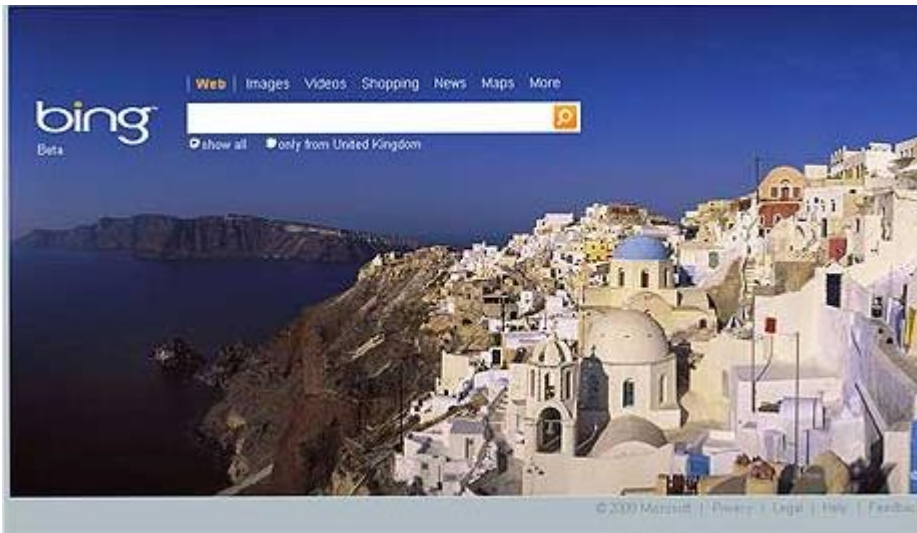 | Web | Images Videos Shopping News Maps More
bing
Beta
show all only from United Kingdom
© 2009 Microsoft | Privacy | Legal | Help | Feedbac